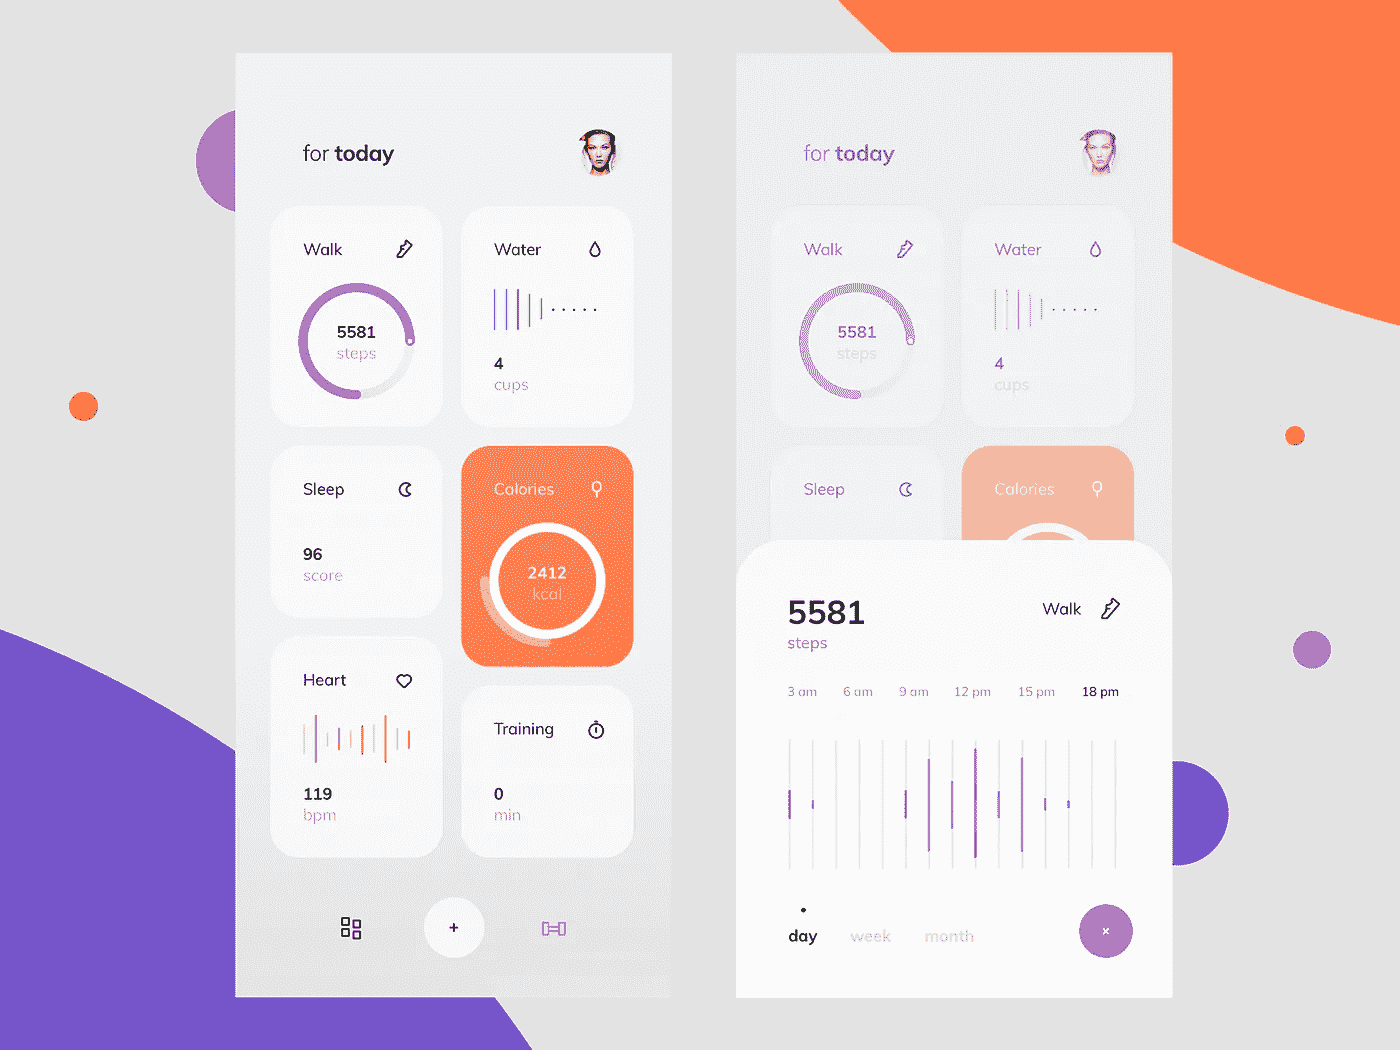 for today
Walk
5581
steps
Water
4
cups
Sleep
96
score
Calories
2412
kcal
Heart
119
bpm
Training
0
min
+
for today
Walk
5581
steps
Water
4
cups
Sleep
Calories
5581
steps
Walk
3 am 6 am 9 am 12 pm 15 pm 18 pm
day week month
×